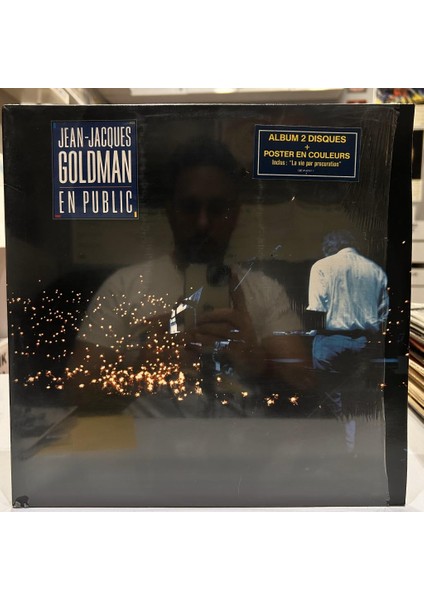 JEAN-JACQUES
GOLDMAN
EN PUBLIC
ALBUM 2 DISQUES
+
POSTER EN COULEURS
Inclus : "La vie par procuration"